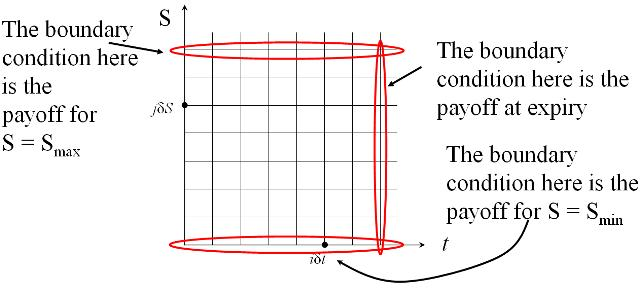 The boundary
condition here
is the
payoff for
S = Smax
S
jδS
The boundary
condition here is the
payoff at expiry
The boundary
condition here is the
payoff for S = Smin
t
iδt